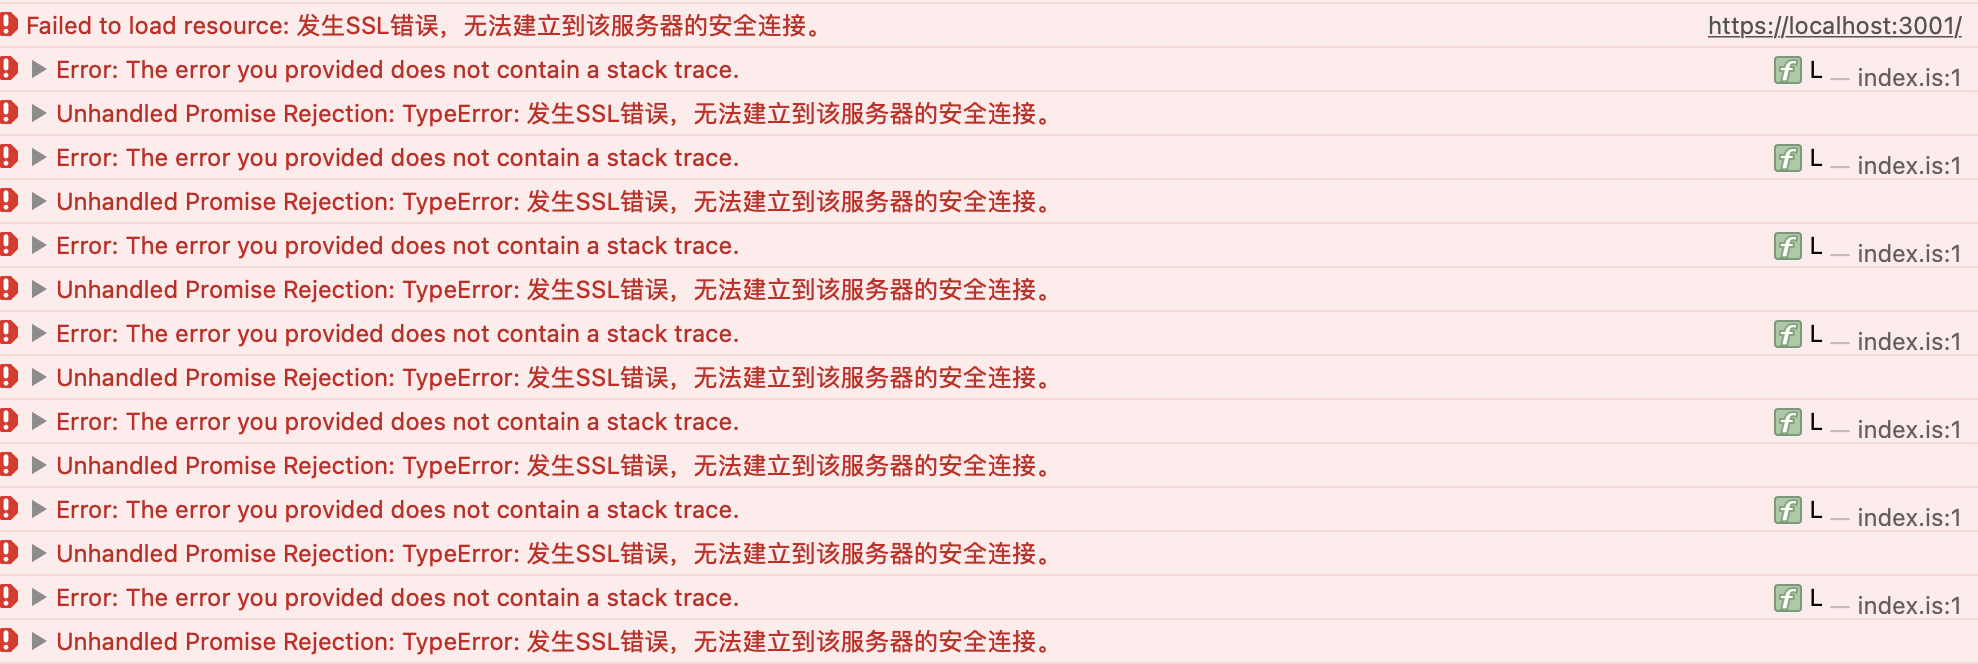 Failed to load resource: 发生SSL错误，无法建立到该服务器的安全连接。 https://localhost:3001/
Error: The error you provided does not contain a stack trace. f L — index.js:1
Unhandled Promise Rejection: TypeError: 发生SSL错误，无法建立到该服务器的安全连接。
Error: The error you provided does not contain a stack trace. f L — index.js:1
Unhandled Promise Rejection: TypeError: 发生SSL错误，无法建立到该服务器的安全连接。
Error: The error you provided does not contain a stack trace. f L — index.js:1
Unhandled Promise Rejection: TypeError: 发生SSL错误，无法建立到该服务器的安全连接。
Error: The error you provided does not contain a stack trace. f L — index.js:1
Unhandled Promise Rejection: TypeError: 发生SSL错误，无法建立到该服务器的安全连接。
Error: The error you provided does not contain a stack trace. f L — index.js:1
Unhandled Promise Rejection: TypeError: 发生SSL错误，无法建立到该服务器的安全连接。
Error: The error you provided does not contain a stack trace. f L — index.js:1
Unhandled Promise Rejection: TypeError: 发生SSL错误，无法建立到该服务器的安全连接。
Error: The error you provided does not contain a stack trace. f L — index.js:1
Unhandled Promise Rejection: TypeError: 发生SSL错误，无法建立到该服务器的安全连接。